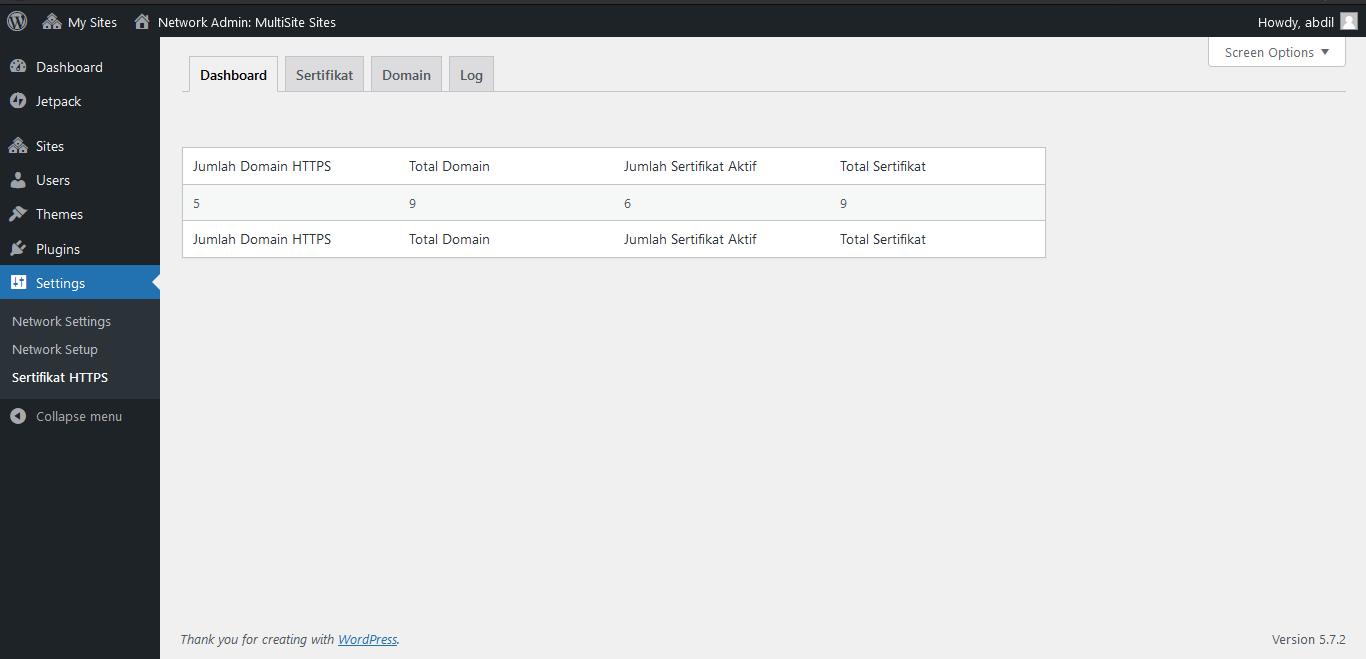 My Sites Network Admin: MultiSite Sites Howdy, abdil
Screen Options
Dashboard
Jetpack
Sites
Users
Themes
Plugins
Settings
Network Settings
Network Setup
Sertifikat HTTPS
Collapse menu
Dashboard Sertifikat Domain Log
Jumlah Domain HTTPS Total Domain Jumlah Sertifikat Aktif Total Sertifikat
5 9 6 9
Jumlah Domain HTTPS Total Domain Jumlah Sertifikat Aktif Total Sertifikat
Thank you for creating with WordPress. Version 5.7.2